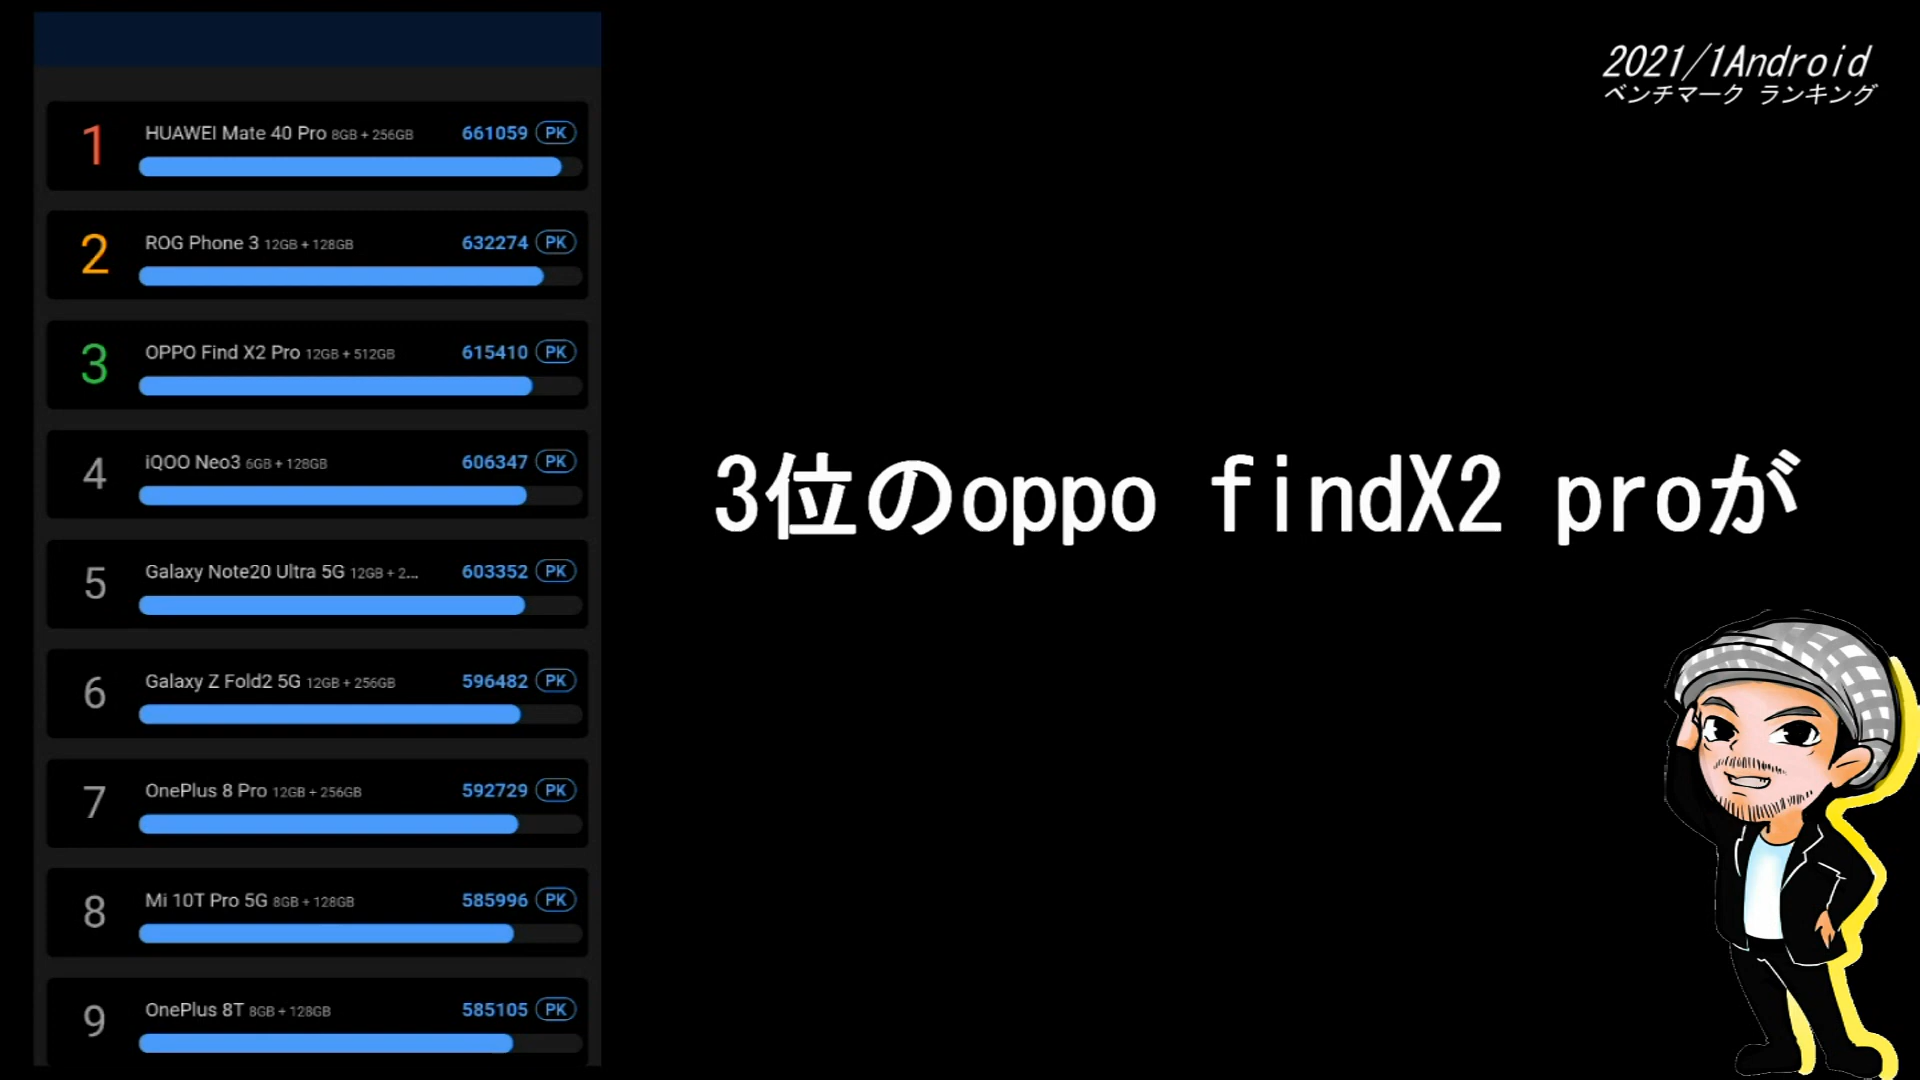 2021/1Android
ベンチマーク ランキング
1 HUAWEI Mate 40 Pro 8GB + 256GB 661059 PK
2 ROG Phone 3 12GB + 128GB 632274 PK
3 OPPO Find X2 Pro 12GB + 512GB 615410 PK
4 iQOO Neo3 6GB + 128GB 606347 PK
5 Galaxy Note20 Ultra 5G 12GB + 2... 603352 PK
6 Galaxy Z Fold2 5G 12GB + 256GB 596482 PK
7 OnePlus 8 Pro 12GB + 256GB 592729 PK
8 Mi 10T Pro 5G 8GB + 128GB 585996 PK
9 OnePlus 8T 8GB + 128GB 585105 PK
3位のoppo findX2 proが